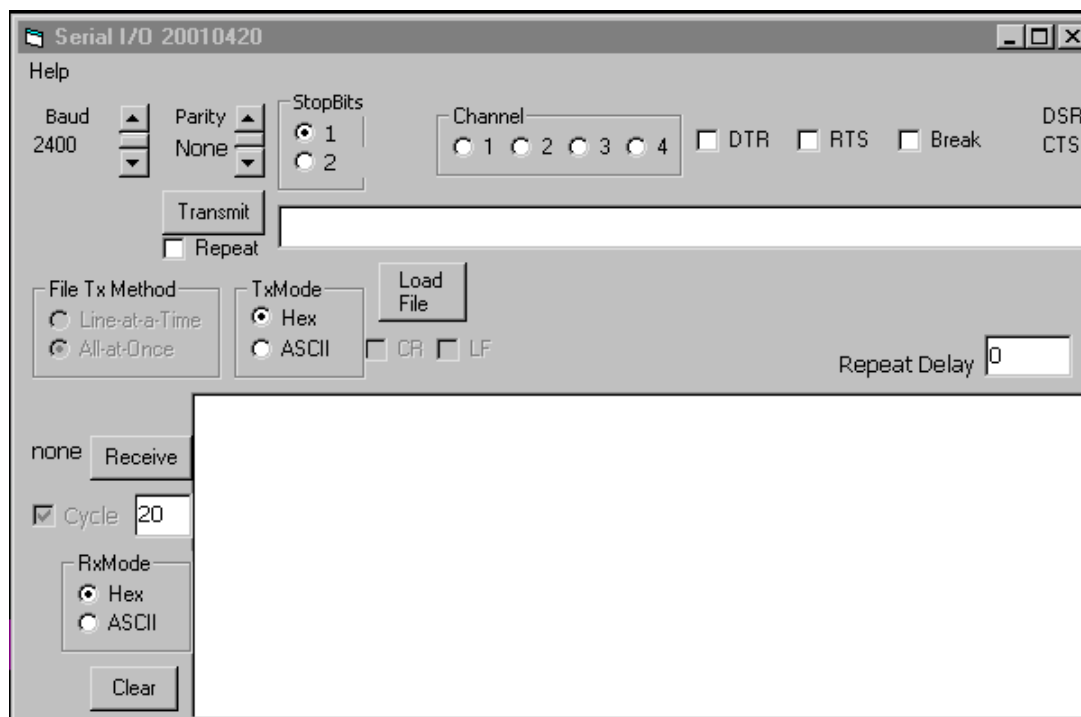 Serial I/O 20010420
Help
Baud
2400
Parity
None
StopBits
1
2
Channel
1 2 3 4
DTR
RTS
Break
DSR
CTS
Transmit
Repeat
File Tx Method
Line-at-a-Time
All-at-Once
TxMode
Hex
ASCII
Load
File
CR
LF
Repeat Delay 0
none
Receive
Cycle 20
RxMode
Hex
ASCII
Clear